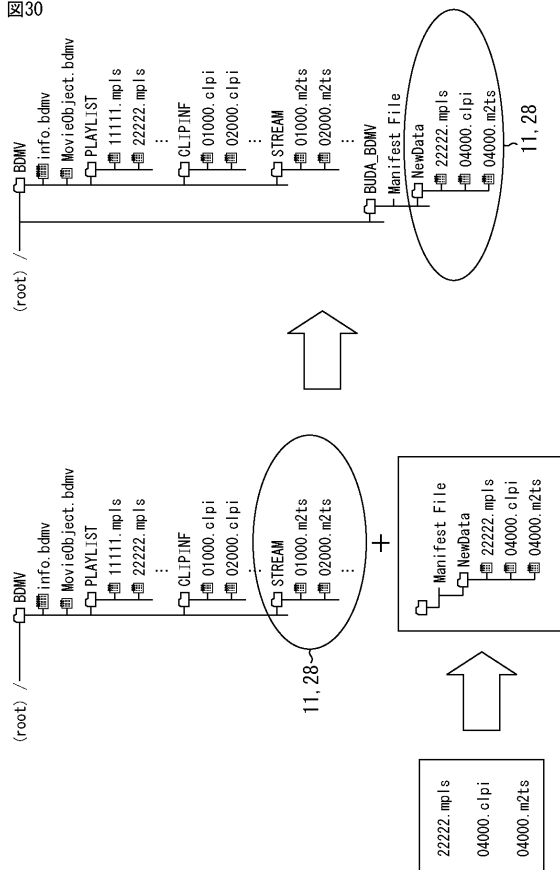 図30
(root) /
BDMV
info.bdmv
MovieObject.bdmv
PLAYLIST
11111.mpls
22222.mpls
⋮
CLIPINF
01000.clpi
02000.clpi
⋮
STREAM
01000.m2ts
02000.m2ts
⋮
11, 28
+
22222.mpls
04000.clpi
04000.m2ts
Manifest File
NewData
22222.mpls
04000.clpi
04000.m2ts
(root) /
BDMV
info.bdmv
MovieObject.bdmv
PLAYLIST
11111.mpls
22222.mpls
⋮
CLIPINF
01000.clpi
02000.clpi
⋮
STREAM
01000.m2ts
02000.m2ts
⋮
BUDA_BDMV
Manifest File
NewData
22222.mpls
04000.clpi
04000.m2ts
11, 28